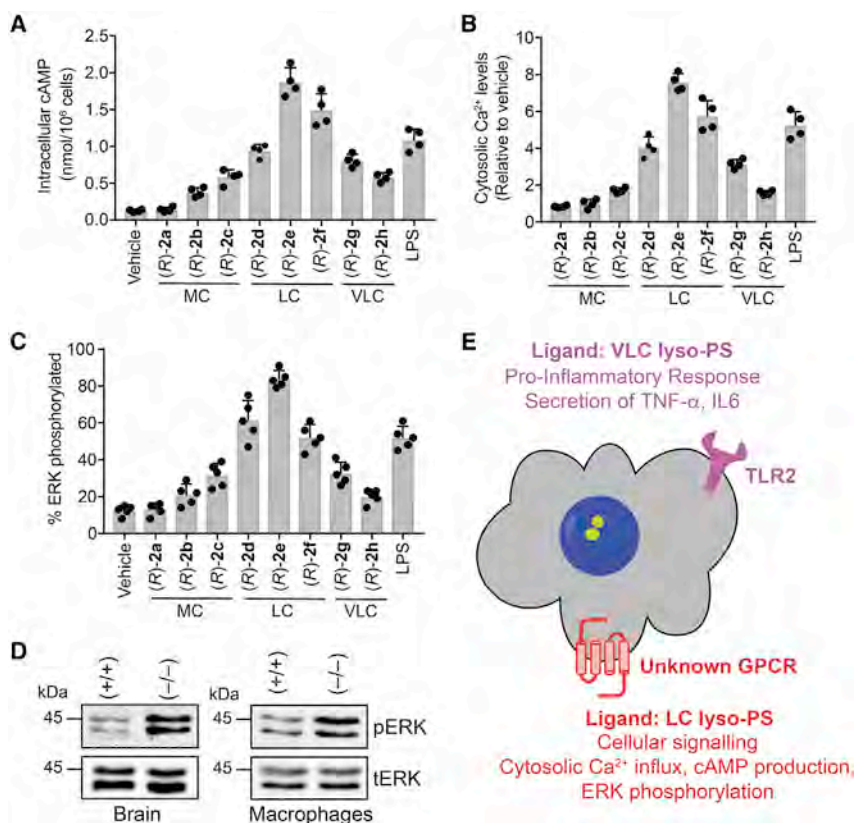 A
Intracellular cAMP
(nmol/10⁶ cells)
2.5
2.0
1.5
1.0
0.5
0.0
Vehicle
(R)-2a
(R)-2b
(R)-2c
(R)-2d
(R)-2e
(R)-2f
(R)-2g
(R)-2h
LPS
MC
LC
VLC
B
Cytosolic Ca²⁺ levels
(Relative to vehicle)
8
6
4
2
0
(R)-2a
(R)-2b
(R)-2c
(R)-2d
(R)-2e
(R)-2f
(R)-2g
(R)-2h
LPS
MC
LC
VLC
C
% ERK phosphorylated
100
80
60
40
20
0
Vehicle
(R)-2a
(R)-2b
(R)-2c
(R)-2d
(R)-2e
(R)-2f
(R)-2g
(R)-2h
LPS
MC
LC
VLC
D
kDa
(+/+)
(−/−)
kDa
(+/+)
(−/−)
45
45
pERK
45
45
tERK
Brain
Macrophages
E
Ligand: VLC lyso-PS
Pro-Inflammatory Response
Secretion of TNF-α, IL6
TLR2
Unknown GPCR
Ligand: LC lyso-PS
Cellular signalling
Cytosolic Ca²⁺ influx, cAMP production,
ERK phosphorylation